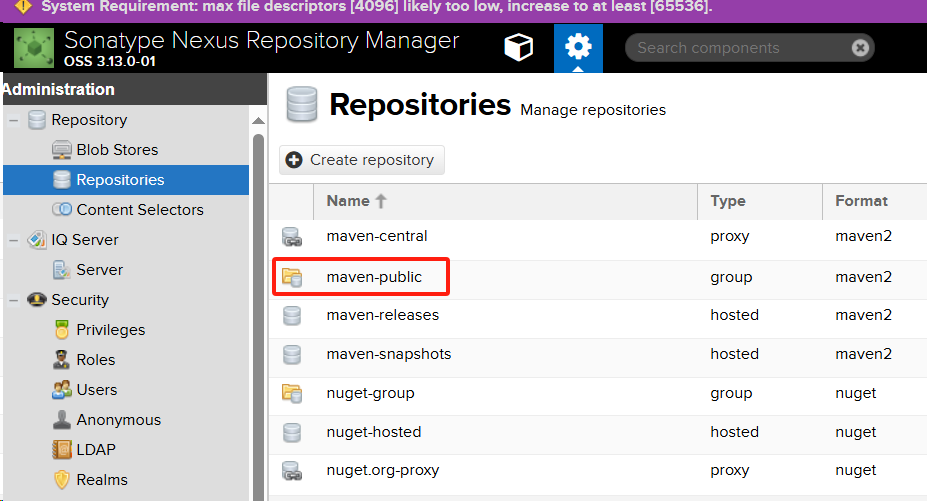 System Requirement: max file descriptors [4096] likely too low, increase to at least [65536].
Sonatype Nexus Repository Manager
OSS 3.13.0-01
Search components
Administration
Repository
Blob Stores
Repositories
Content Selectors
IQ Server
Server
Security
Privileges
Roles
Users
Anonymous
LDAP
Realms
Repositories Manage repositories
Create repository
Name Type Format
maven-central proxy maven2
maven-public group maven2
maven-releases hosted maven2
maven-snapshots hosted maven2
nuget-group group nuget
nuget-hosted hosted nuget
nuget.org-proxy proxy nuget